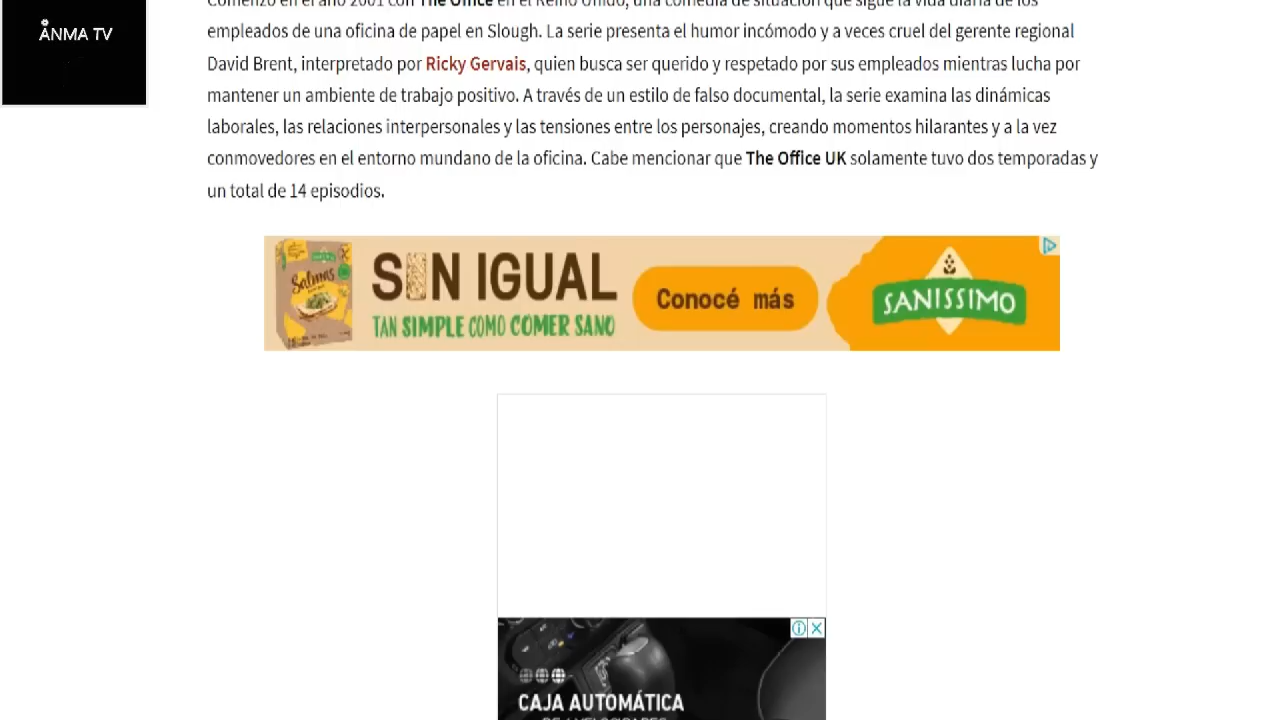 ÅNMA TV
Comenzó en el año 2001 con The Office en el Reino Unido, una comedia de situación que sigue la vida diaria de los
empleados de una oficina de papel en Slough. La serie presenta el humor incómodo y a veces cruel del gerente regional
David Brent, interpretado por Ricky Gervais, quien busca ser querido y respetado por sus empleados mientras lucha por
mantener un ambiente de trabajo positivo. A través de un estilo de falso documental, la serie examina las dinámicas
laborales, las relaciones interpersonales y las tensiones entre los personajes, creando momentos hilarantes y a la vez
conmovedores en el entorno mundano de la oficina. Cabe mencionar que The Office UK solamente tuvo dos temporadas y
un total de 14 episodios.
Salmas
SIN IGUAL
TAN SIMPLE COMO COMER SANO
Conocé más
SANISSIMO
CAJA AUTOMÁTICA